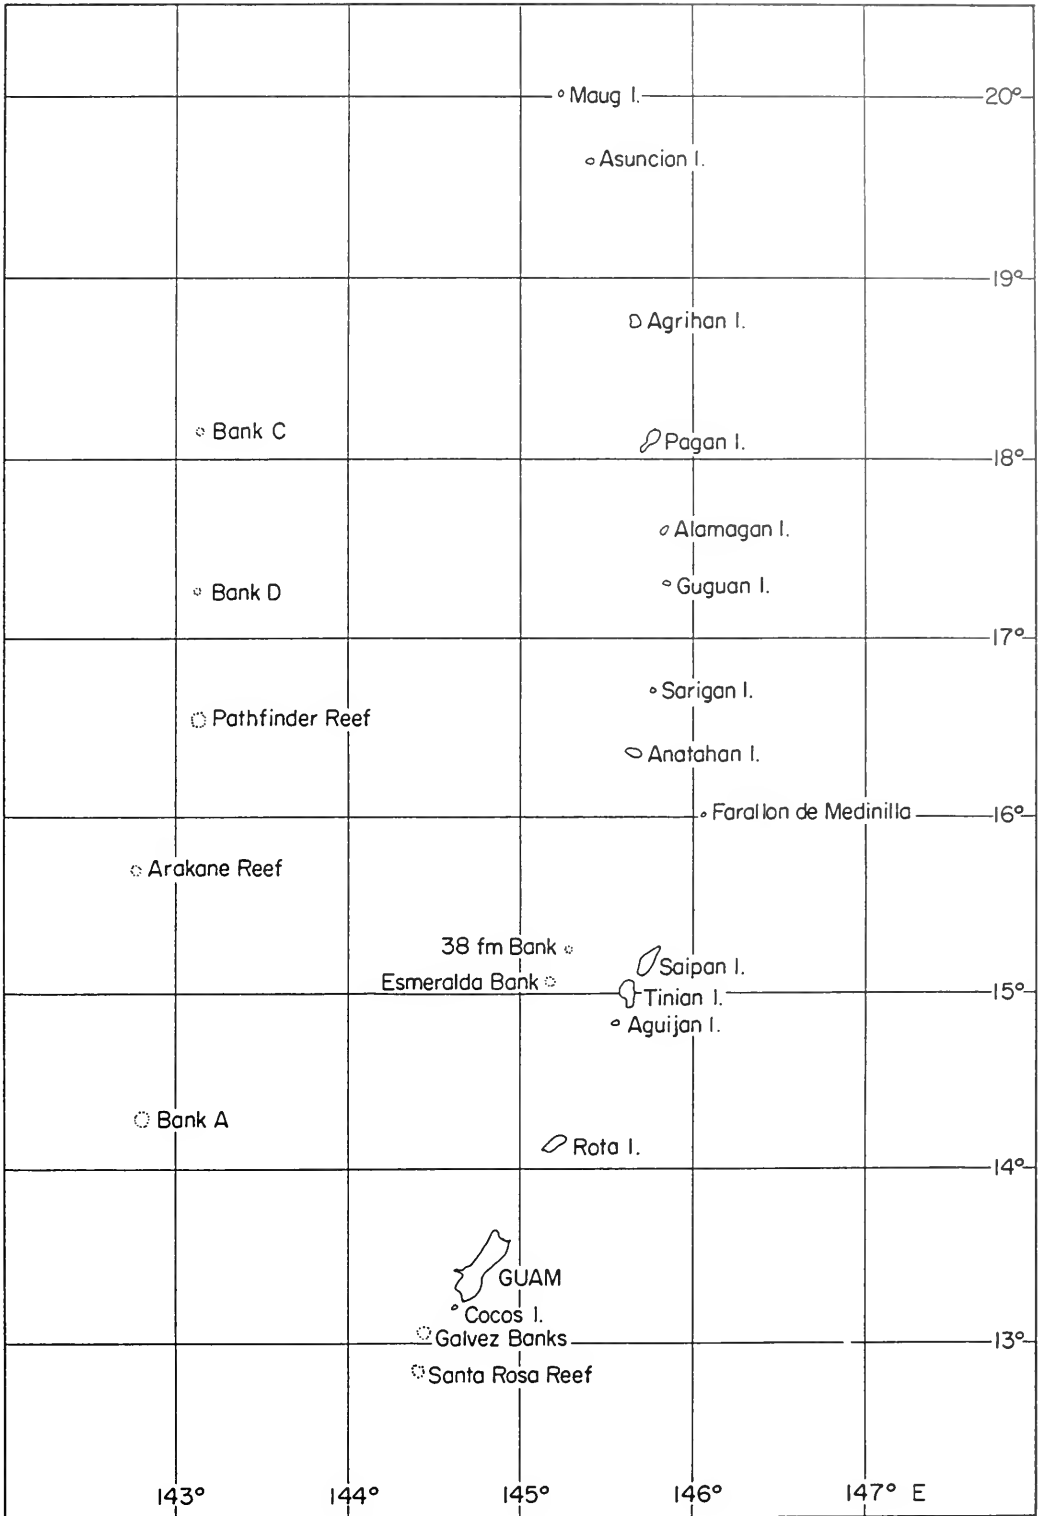 Maug I.
20°
Asuncion I.
19°
Agrihan I.
Bank C
Pagan I.
18°
Alamagan I.
Bank D
Guguan I.
17°
Sarigan I.
Pathfinder Reef
Anatahan I.
Farallon de Medinilla
16°
Arakane Reef
38 fm Bank
Saipan I.
Esmeralda Bank
Tinian I.
15°
Aguijan I.
Bank A
Rota I.
14°
GUAM
Cocos I.
Galvez Banks
13°
Santa Rosa Reef
143° 144° 145° 146° 147° E